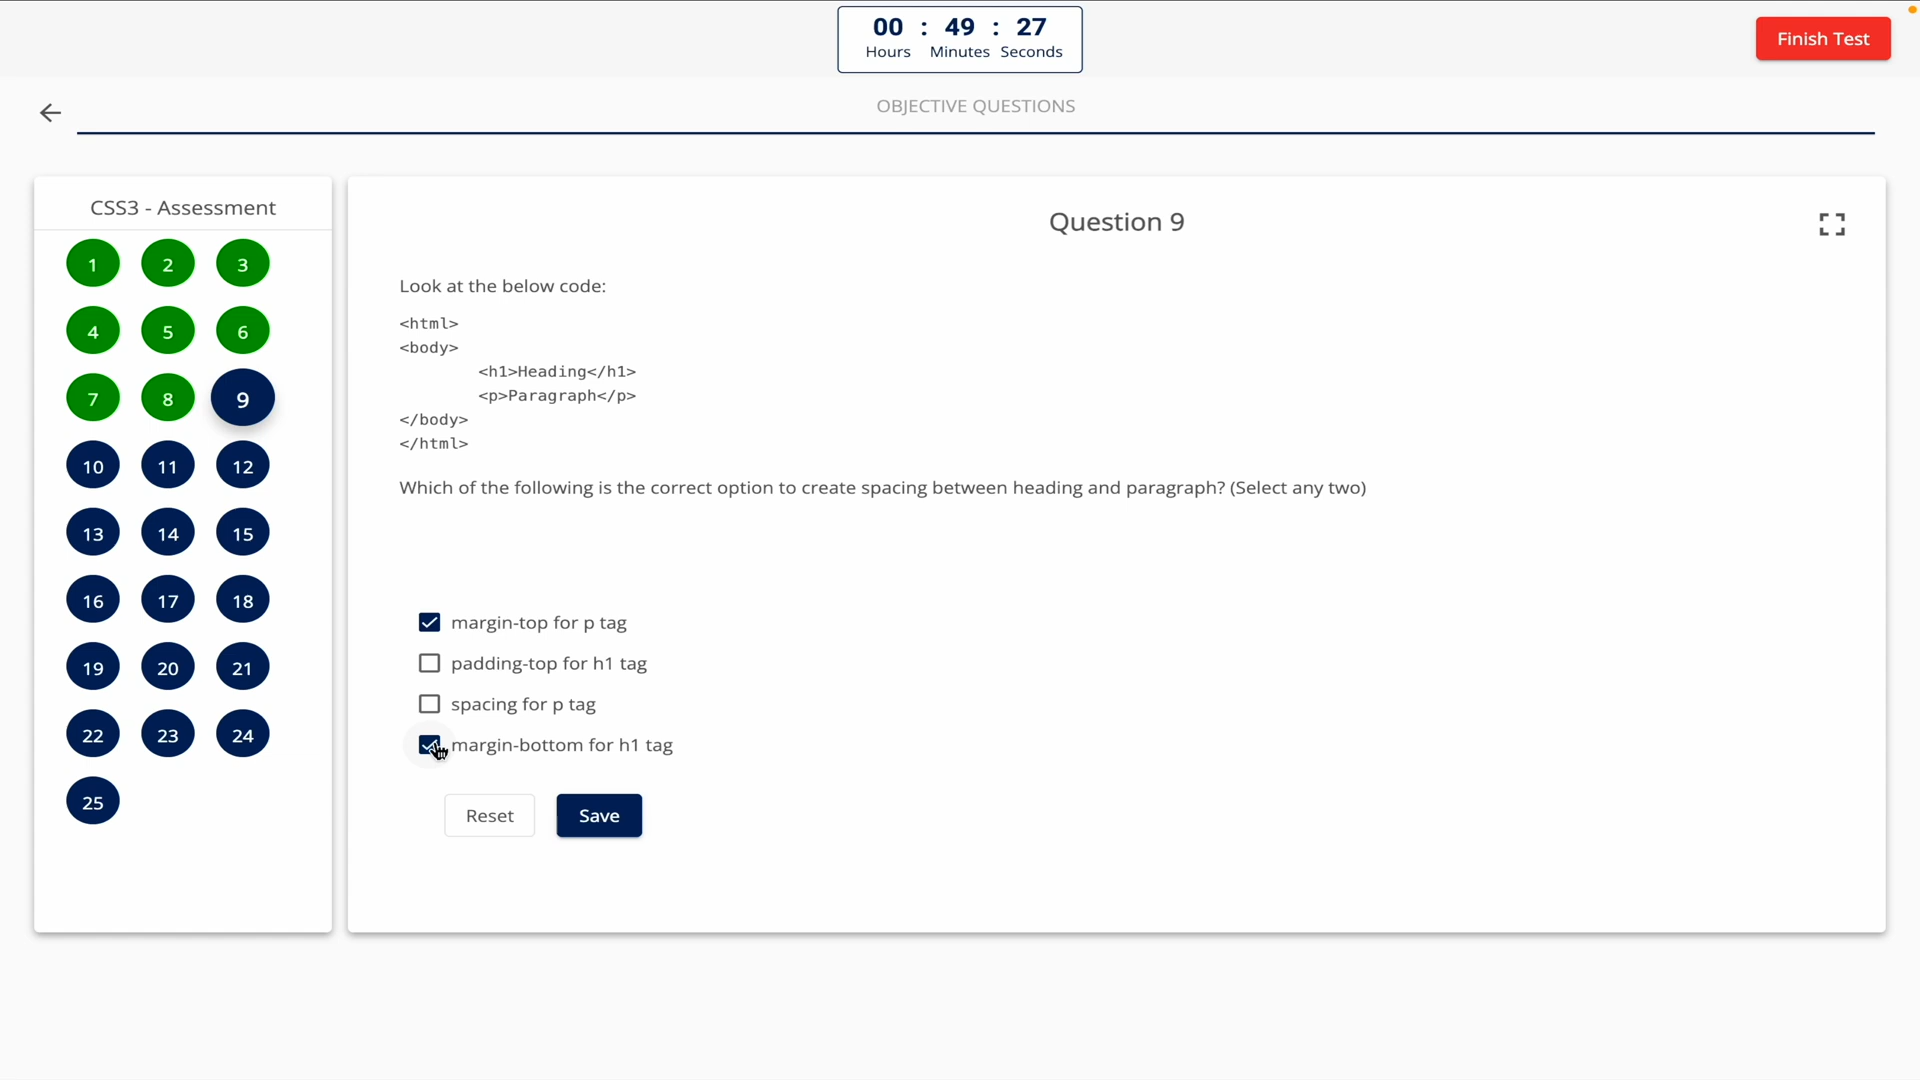 00 : 49 : 27
Hours Minutes Seconds
Finish Test
OBJECTIVE QUESTIONS
CSS3 - Assessment
1 2 3
4 5 6
7 8 9
10 11 12
13 14 15
16 17 18
19 20 21
22 23 24
25
Question 9
Look at the below code:
<html>
<body>
<h1>Heading</h1>
<p>Paragraph</p>
</body>
</html>
Which of the following is the correct option to create spacing between heading and paragraph? (Select any two)
margin-top for p tag
padding-top for h1 tag
spacing for p tag
margin-bottom for h1 tag
Reset Save